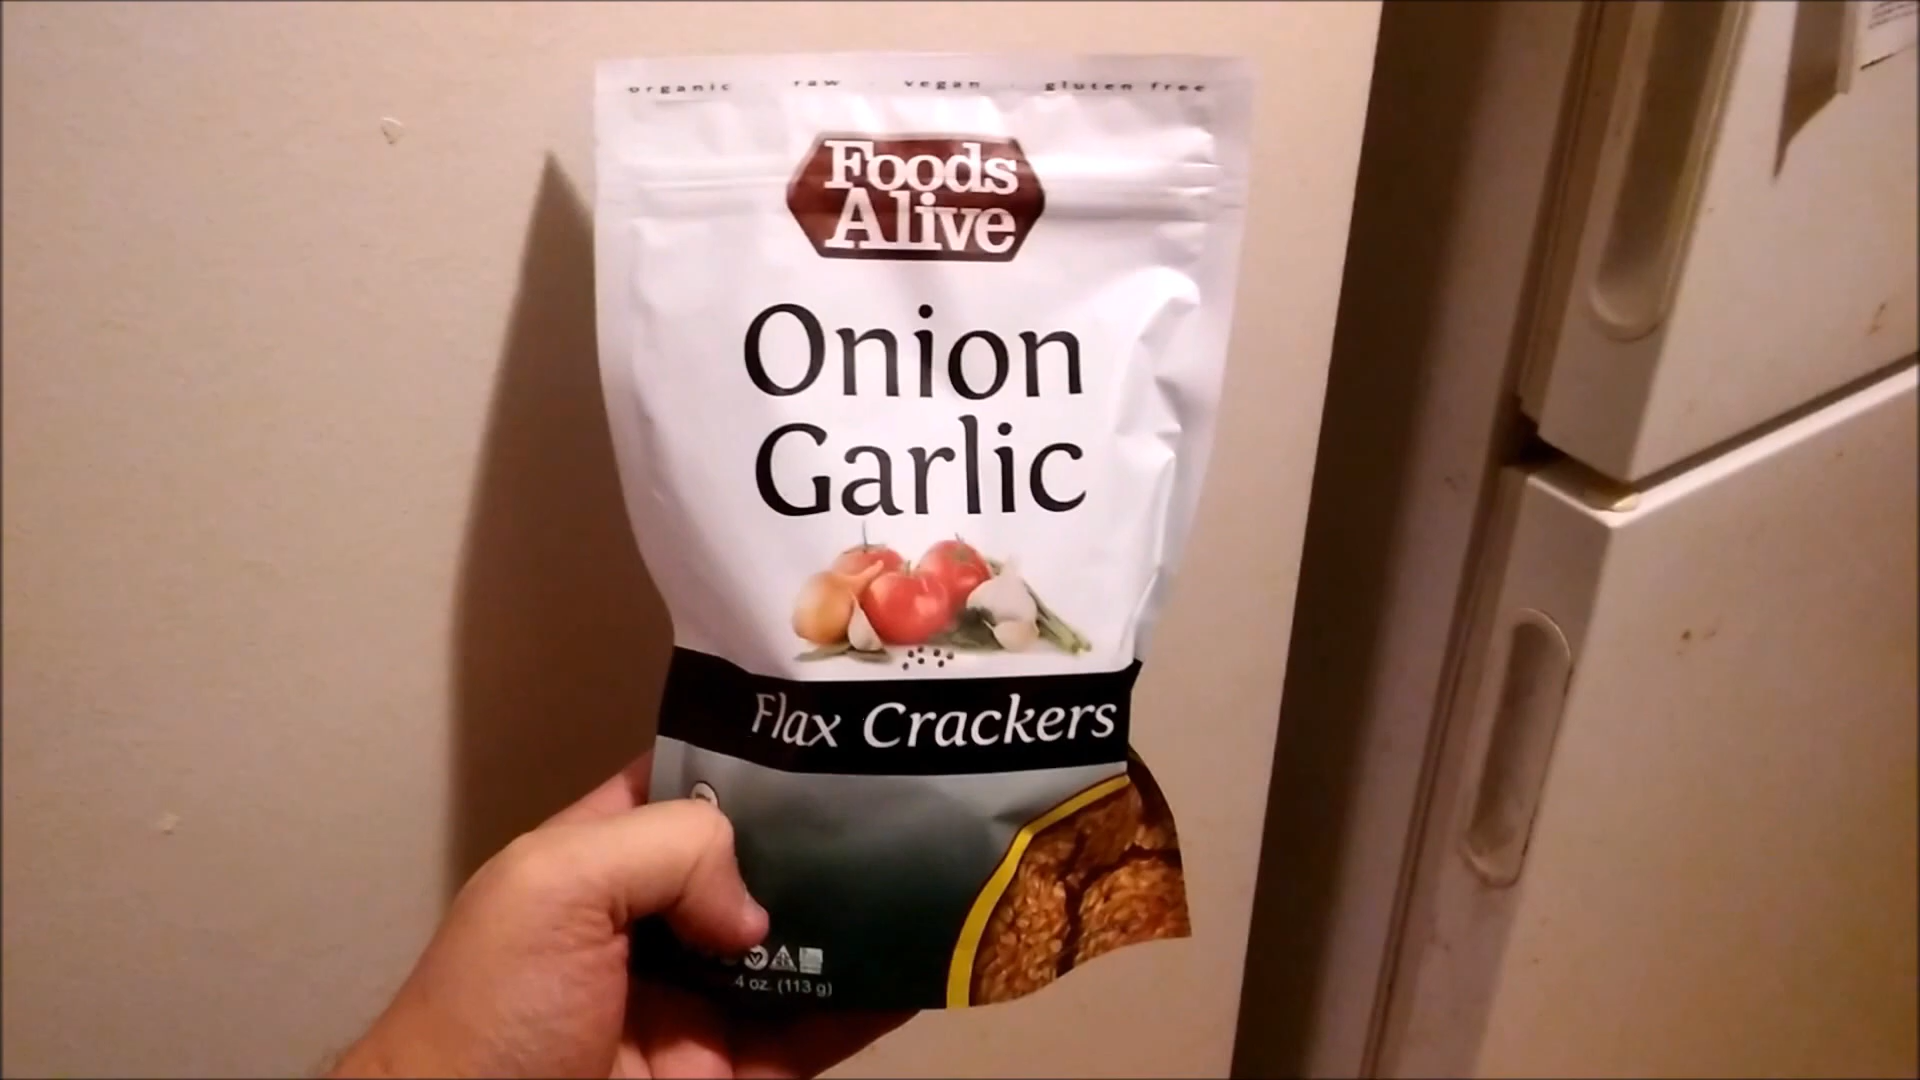 organic · raw · vegan · gluten free
Foods
Alive
Onion
Garlic
Flax Crackers
4 oz. (113 g)